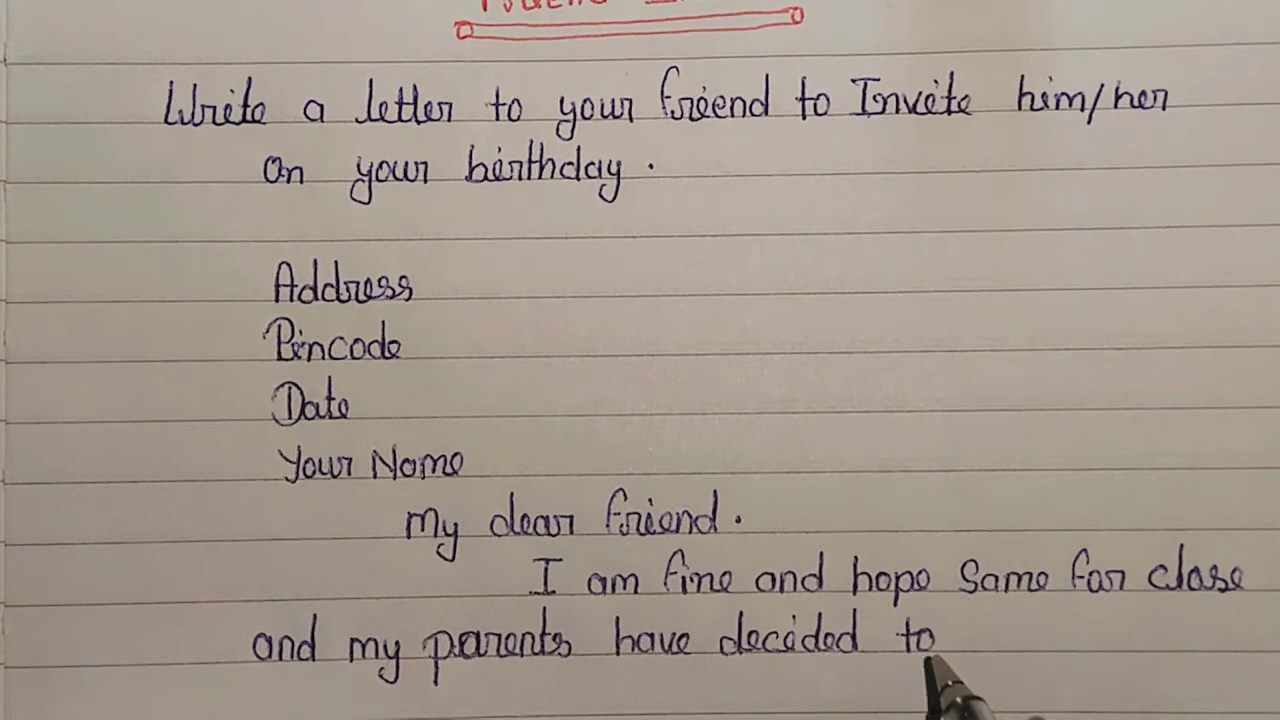 Write a letter to your friend to Invite him/her
on your birthday.
Address
Pincode
Date
Your Name
My dear friend.
I am fine and hope Same for close
and my parents have decided to